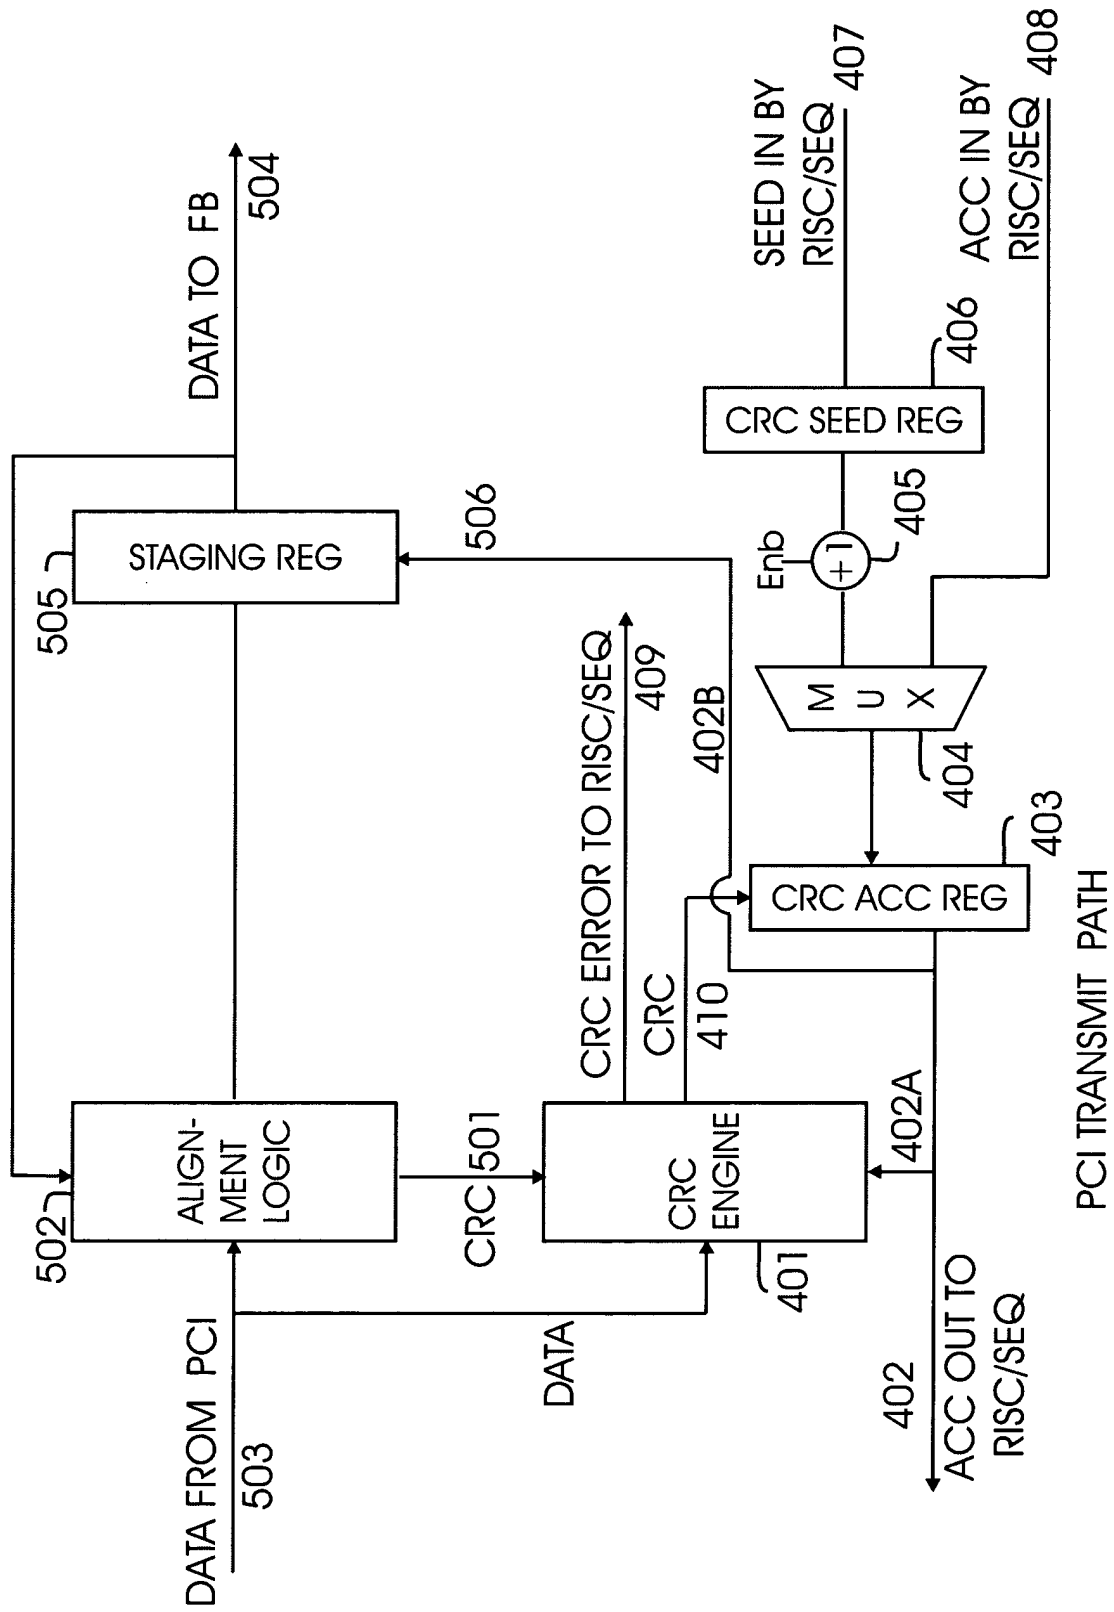 DATA FROM PCI
503
502
ALIGN-
MENT
LOGIC
505
STAGING REG
DATA TO FB
504
DATA
CRC 501
401
CRC
ENGINE
CRC ERROR TO RISC/SEQ
409
CRC
410
402B
506
402
ACC OUT TO
RISC/SEQ
402A
CRC ACC REG
403
M
U
X
404
Enb
+1
405
CRC SEED REG
406
SEED IN BY
RISC/SEQ
407
ACC IN BY
RISC/SEQ
408
PCI TRANSMIT PATH